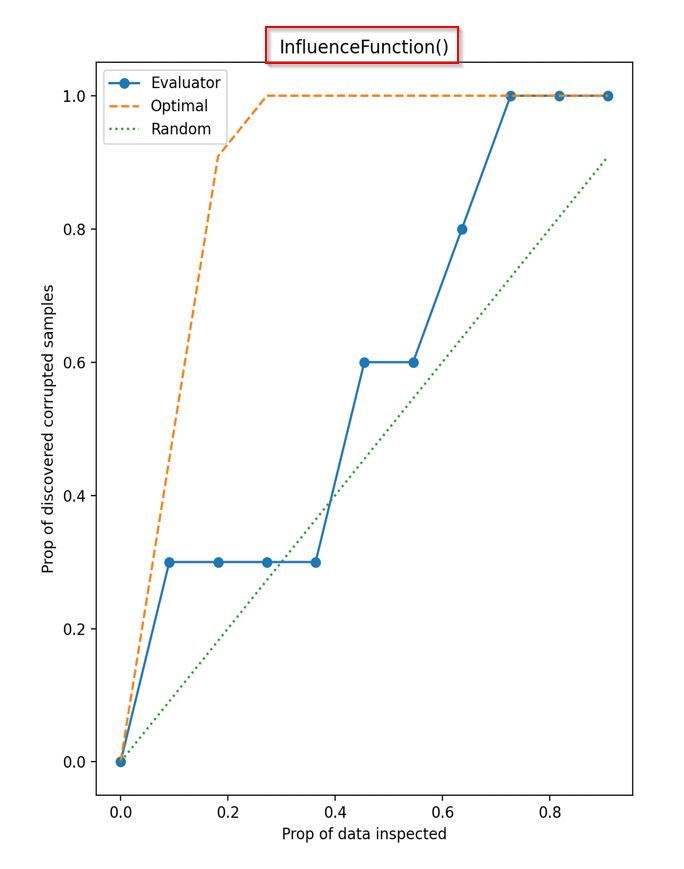 InfluenceFunction()
Evaluator
Optimal
Random
1.0
0.8
0.6
0.4
0.2
0.0
Prop of discovered corrupted samples
0.0 0.2 0.4 0.6 0.8
Prop of data inspected